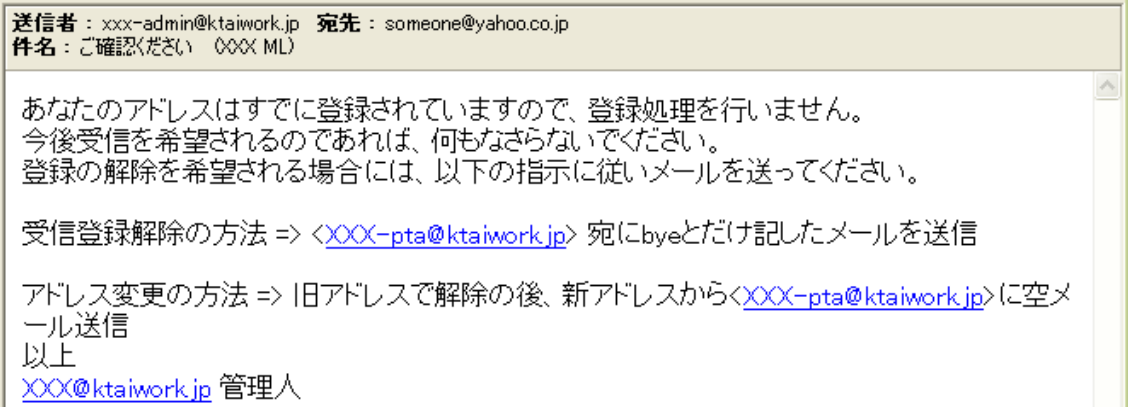 送信者： xxx-admin@ktaiwork.jp 宛先： someone@yahoo.co.jp
件名：ご確認ください （XXX ML）
あなたのアドレスはすでに登録されていますので、登録処理を行いません。
今後受信を希望されるのであれば、何もなさらないでください。
登録の解除を希望される場合には、以下の指示に従いメールを送ってください。
受信登録解除の方法 => <XXX-pta@ktaiwork.jp> 宛にbyeとだけ記したメールを送信
アドレス変更の方法 => 旧アドレスで解除の後、新アドレスから<XXX-pta@ktaiwork.jp>に空メ
ール送信
以上
XXX@ktaiwork.jp 管理人